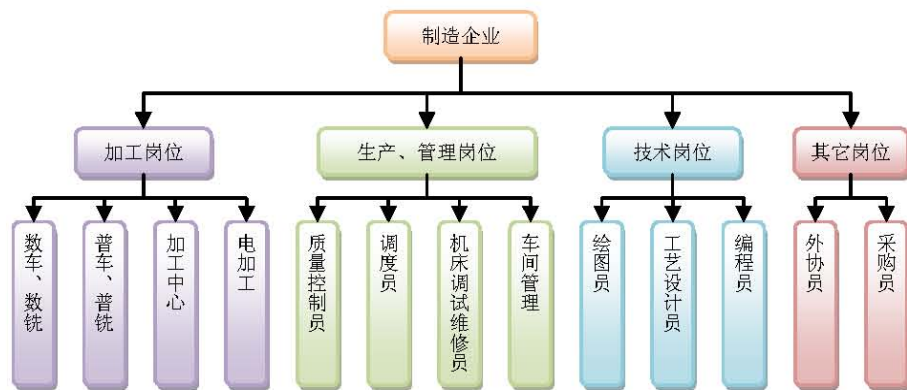 制造企业
加工岗位
生产、管理岗位
技术岗位
其它岗位
数车、数铣
普车、普铣
加工中心
电加工
质量控制员
调度员
机床调试维修员
车间管理
绘图员
工艺设计员
编程员
外协员
采购员